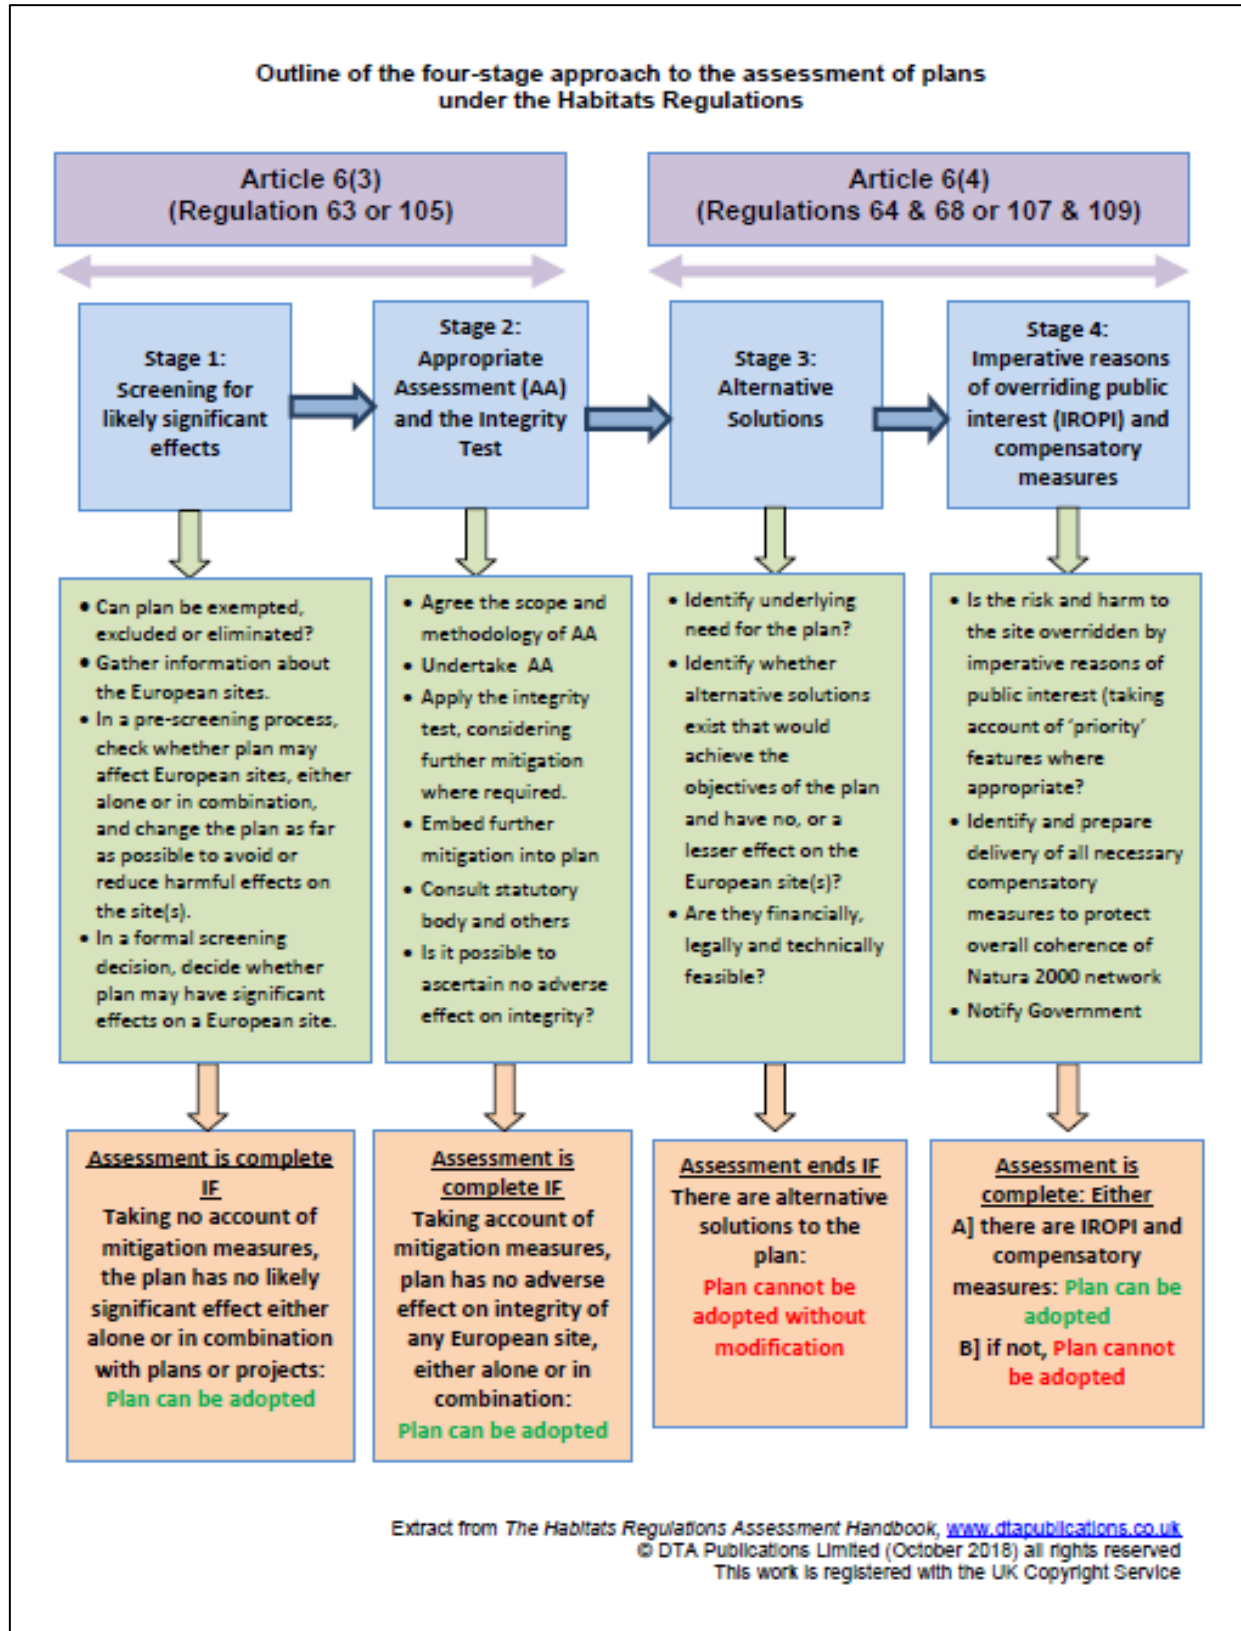 Outline of the four-stage approach to the assessment of plans
under the Habitats Regulations
Article 6(3)
(Regulation 63 or 105)
Article 6(4)
(Regulations 64 & 68 or 107 & 109)
Stage 1:
Screening for
likely significant
effects
Stage 2:
Appropriate
Assessment (AA)
and the Integrity
Test
Stage 3:
Alternative
Solutions
Stage 4:
Imperative reasons
of overriding public
interest (IROPI) and
compensatory
measures
• Can plan be exempted,
excluded or eliminated?
• Gather information about
the European sites.
• In a pre-screening process,
check whether plan may
affect European sites, either
alone or in combination,
and change the plan as far
as possible to avoid or
reduce harmful effects on
the site(s).
• In a formal screening
decision, decide whether
plan may have significant
effects on a European site.
• Agree the scope and
methodology of AA
• Undertake AA
• Apply the integrity
test, considering
further mitigation
where required.
• Embed further
mitigation into plan
• Consult statutory
body and others
• Is it possible to
ascertain no adverse
effect on integrity?
• Identify underlying
need for the plan?
• Identify whether
alternative solutions
exist that would
achieve the
objectives of the plan
and have no, or a
lesser effect on the
European site(s)?
• Are they financially,
legally and technically
feasible?
• Is the risk and harm to
the site overridden by
imperative reasons of
public interest (taking
account of ‘priority’
features where
appropriate?
• Identify and prepare
delivery of all necessary
compensatory
measures to protect
overall coherence of
Natura 2000 network
• Notify Government
Assessment is complete
IF
Taking no account of
mitigation measures,
the plan has no likely
significant effect either
alone or in combination
with plans or projects:
Plan can be adopted
Assessment is
complete IF
Taking account of
mitigation measures,
plan has no adverse
effect on integrity of
any European site,
either alone or in
combination:
Plan can be adopted
Assessment ends IF
There are alternative
solutions to the
plan:
Plan cannot be
adopted without
modification
Assessment is
complete: Either
A] there are IROPI and
compensatory
measures: Plan can be
adopted
B] if not, Plan cannot
be adopted
Extract from The Habitats Regulations Assessment Handbook, www.dtapublications.co.uk
© DTA Publications Limited (October 2018) all rights reserved
This work is registered with the UK Copyright Service